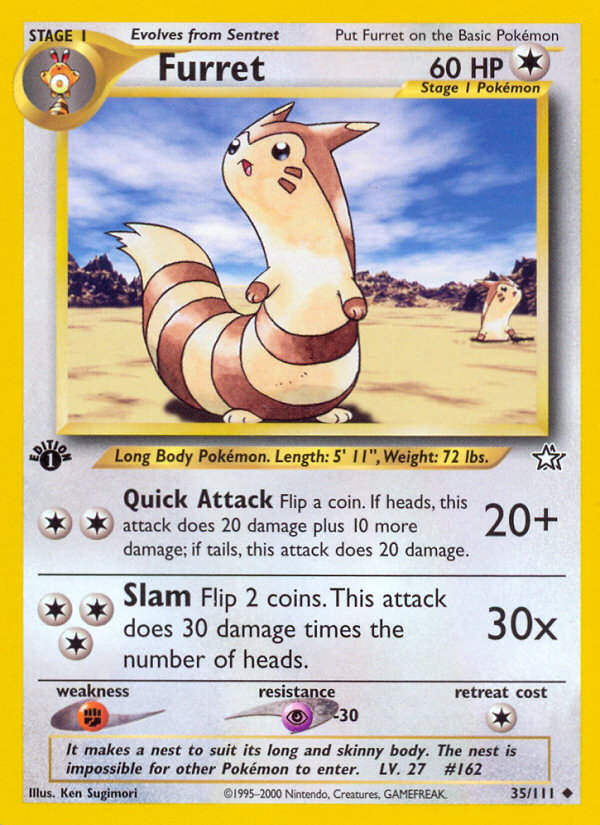 STAGE 1 Evolves from Sentret Put Furret on the Basic Pokémon
Furret 60 HP
Stage 1 Pokémon
EDITION 1
Long Body Pokémon. Length: 5' 11", Weight: 72 lbs.
Quick Attack Flip a coin. If heads, this
attack does 20 damage plus 10 more
damage; if tails, this attack does 20 damage.
20+
Slam Flip 2 coins. This attack
does 30 damage times the
number of heads.
30x
weakness resistance retreat cost
-30
It makes a nest to suit its long and skinny body. The nest is
impossible for other Pokémon to enter. LV. 27 #162
Illus. Ken Sugimori ©1995-2000 Nintendo, Creatures, GAMEFREAK. 35/111